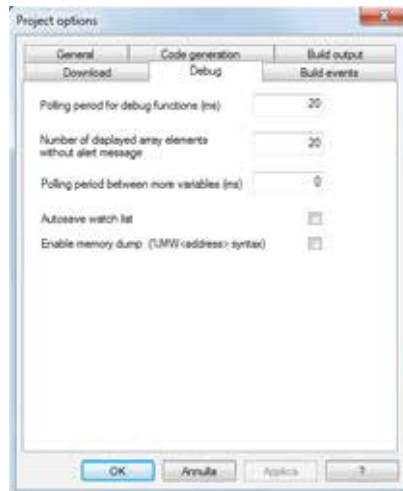 Project options
General
Code generation
Build output
Download
Debug
Build events
Polling period for debug functions (ms)
20
Number of displayed array elements
without alert message
20
Polling period between more variables (ms)
0
Autosave watch list
Enable memory dump (%MW<address> syntax)
OK
Annulla
Applica
?